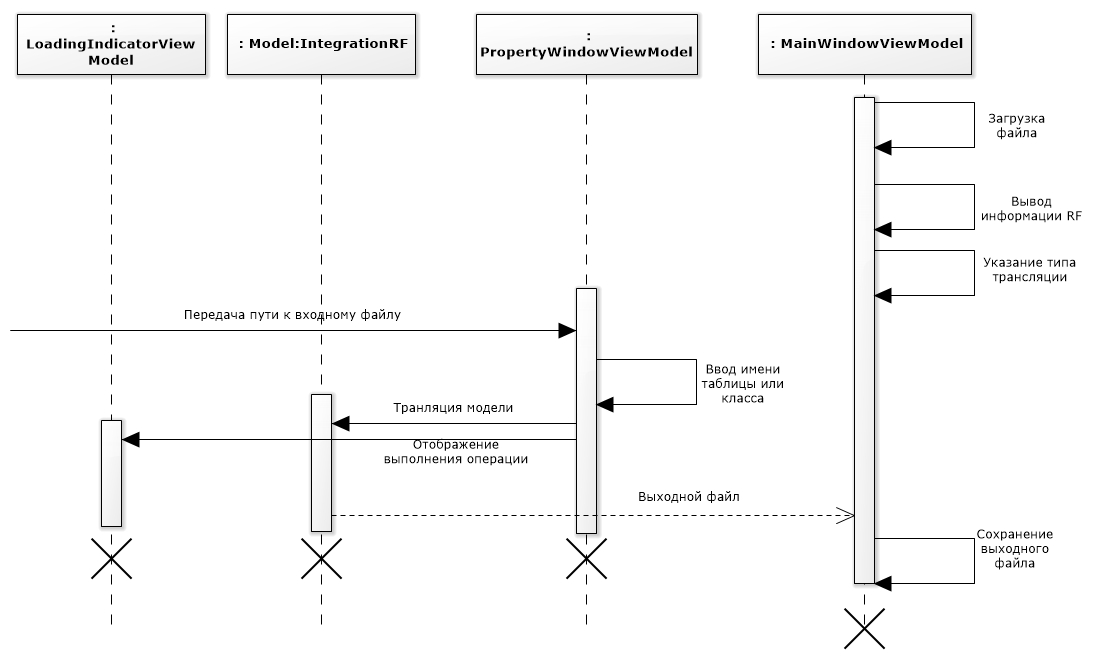 :
LoadingIndicatorView
Model
: Model:IntegrationRF
:
PropertyWindowViewModel
: MainWindowViewModel
Загрузка
файла
Вывод
информации RF
Указание типа
трансляции
Передача пути к входному файлу
Ввод имени
таблицы или
класса
Транляция модели
Отображение
выполнения операции
Выходной файл
Сохранение
выходного
файла